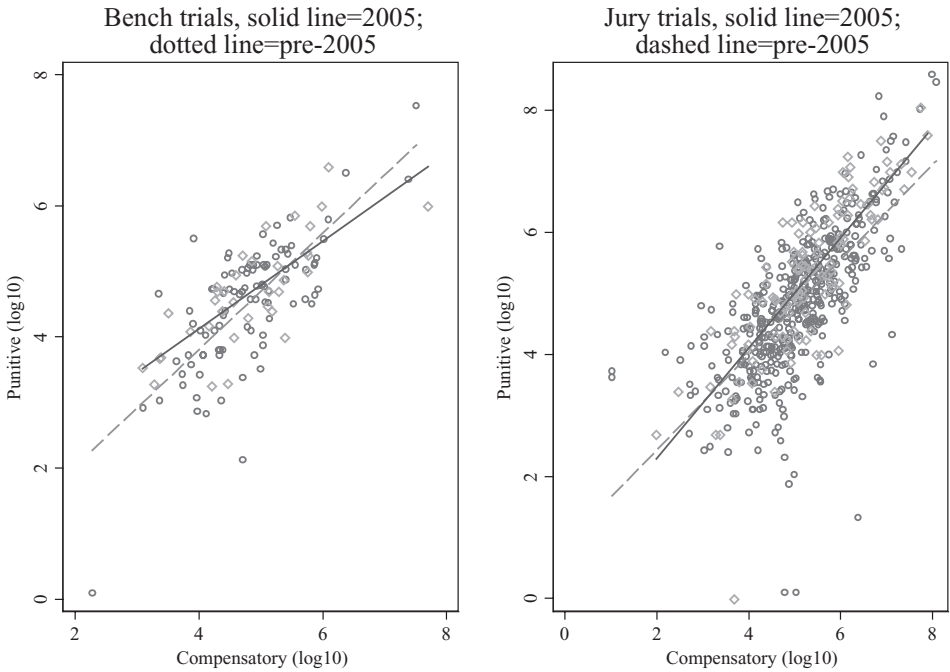 Bench trials, solid line=2005;
dotted line=pre-2005
Punitive (log10)
8
6
4
2
0
2 4 6 8
Compensatory (log10)
Jury trials, solid line=2005;
dashed line=pre-2005
Punitive (log10)
8
6
4
2
0
0 2 4 6 8
Compensatory (log10)